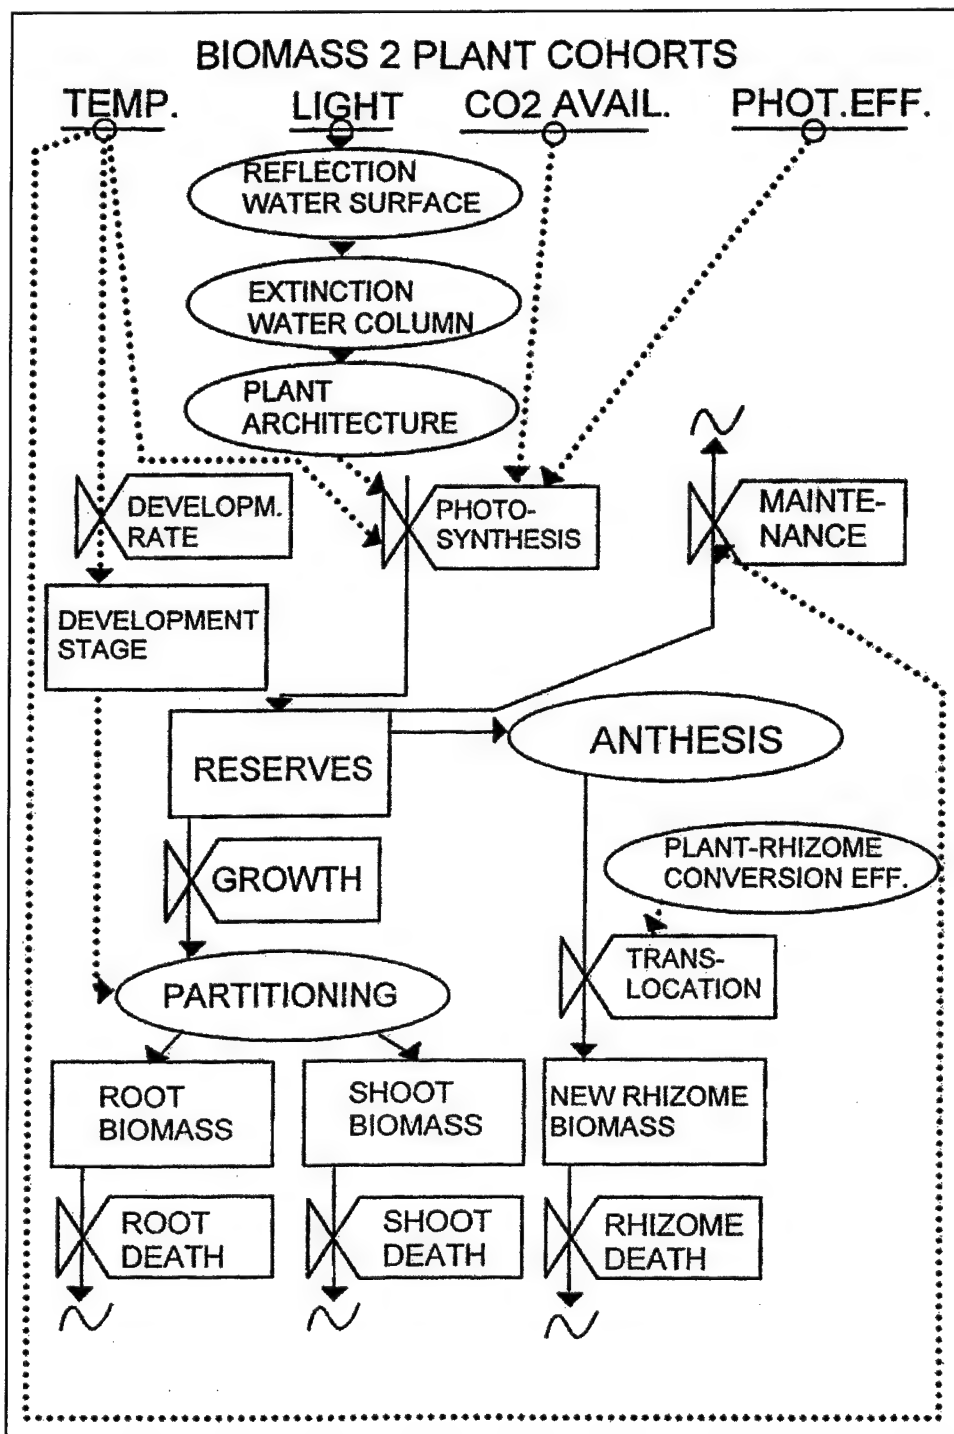 BIOMASS 2 PLANT COHORTS
TEMP.
LIGHT
CO2 AVAIL.
PHOT.EFF.
REFLECTION
WATER SURFACE
EXTINCTION
WATER COLUMN
PLANT
ARCHITECTURE
DEVELOPM.
RATE
PHOTO-
SYNTHESIS
MAINTE-
NANCE
DEVELOPMENT
STAGE
RESERVES
ANTHESIS
GROWTH
PLANT-RHIZOME
CONVERSION EFF.
TRANS-
LOCATION
PARTITIONING
ROOT
BIOMASS
SHOOT
BIOMASS
NEW RHIZOME
BIOMASS
ROOT
DEATH
SHOOT
DEATH
RHIZOME
DEATH